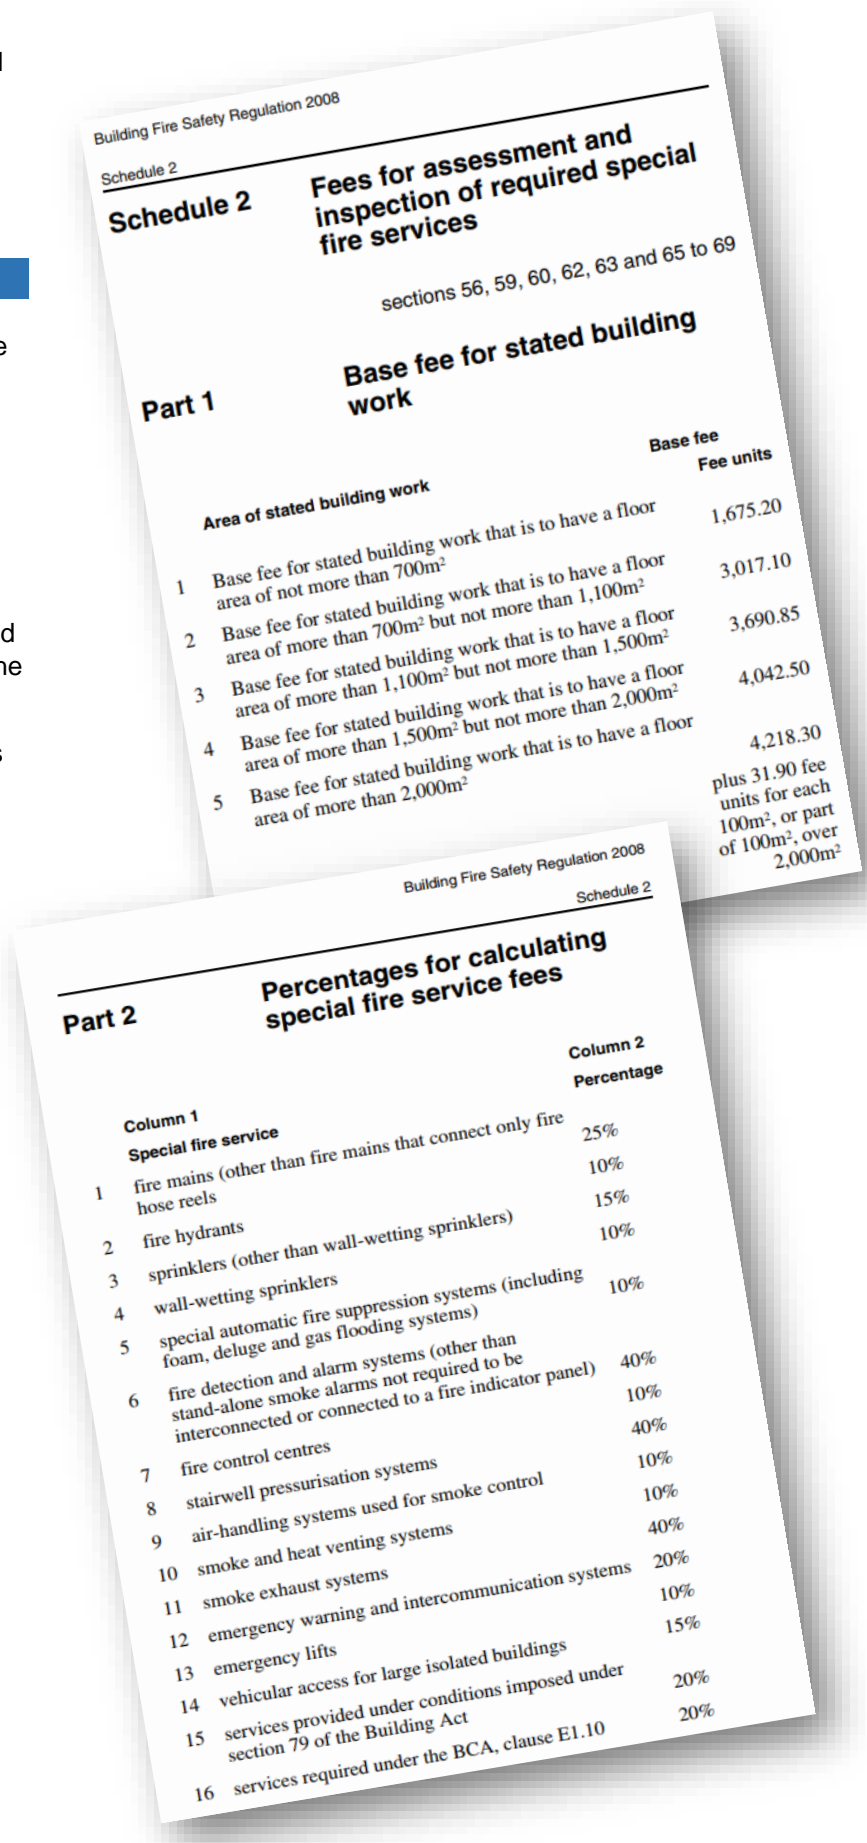 e
d
s
Building Fire Safety Regulation 2008
Schedule 2
Schedule 2 Fees for assessment and
inspection of required special
fire services
sections 56, 59, 60, 62, 63 and 65 to 69
Part 1 Base fee for stated building
work
Base fee
Area of stated building work Fee units
1 Base fee for stated building work that is to have a floor 1,675.20
area of not more than 700m²
2 Base fee for stated building work that is to have a floor 3,017.10
area of more than 700m² but not more than 1,100m²
3 Base fee for stated building work that is to have a floor 3,690.85
area of more than 1,100m² but not more than 1,500m²
4 Base fee for stated building work that is to have a floor 4,042.50
area of more than 1,500m² but not more than 2,000m²
5 Base fee for stated building work that is to have a floor 4,218.30
area of more than 2,000m² plus 31.90 fee
units for each
100m², or part
of 100m², over
2,000m²
Building Fire Safety Regulation 2008
Schedule 2
Part 2 Percentages for calculating
special fire service fees
Column 1 Column 2
Special fire service Percentage
1 fire mains (other than fire mains that connect only fire 25%
hose reels
2 fire hydrants 10%
3 sprinklers (other than wall-wetting sprinklers) 15%
4 wall-wetting sprinklers 10%
5 special automatic fire suppression systems (including 10%
foam, deluge and gas flooding systems)
6 fire detection and alarm systems (other than
stand-alone smoke alarms not required to be
interconnected or connected to a fire indicator panel) 40%
7 fire control centres 10%
8 stairwell pressurisation systems 40%
9 air-handling systems used for smoke control 10%
10 smoke and heat venting systems 10%
11 smoke exhaust systems 40%
12 emergency warning and intercommunication systems 20%
13 emergency lifts 10%
14 vehicular access for large isolated buildings 15%
15 services provided under conditions imposed under 20%
section 79 of the Building Act
16 services required under the BCA, clause E1.10 20%